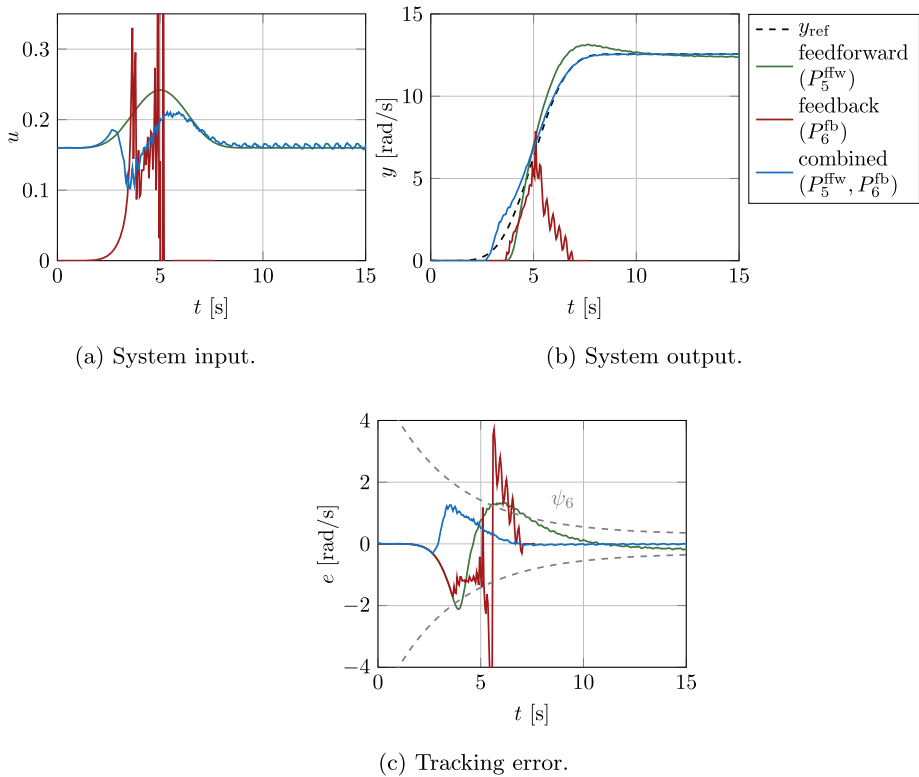 0.3
0.2
0.1
0
u
0 5 10 15
t [s]
(a) System input.
15
10
5
0
y [rad/s]
0 5 10 15
t [s]
(b) System output.
y_ref
feedforward
(P_5^ffw)
feedback
(P_6^fb)
combined
(P_5^ffw, P_6^fb)
4
2
0
−2
−4
e [rad/s]
ψ_6
0 5 10 15
t [s]
(c) Tracking error.